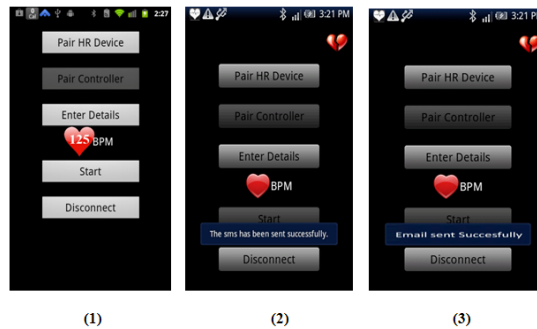 2:27
Pair HR Device
Pair Controller
Enter Details
125 BPM
Start
Disconnect
(1)
3:21 PM
Pair HR Device
Pair Controller
Enter Details
BPM
Start
The sms has been sent successfully.
Disconnect
(2)
3:21 P
Pair HR Device
Pair Controller
Enter Details
BPM
Start
Email sent Succesfully
Disconnect
(3)